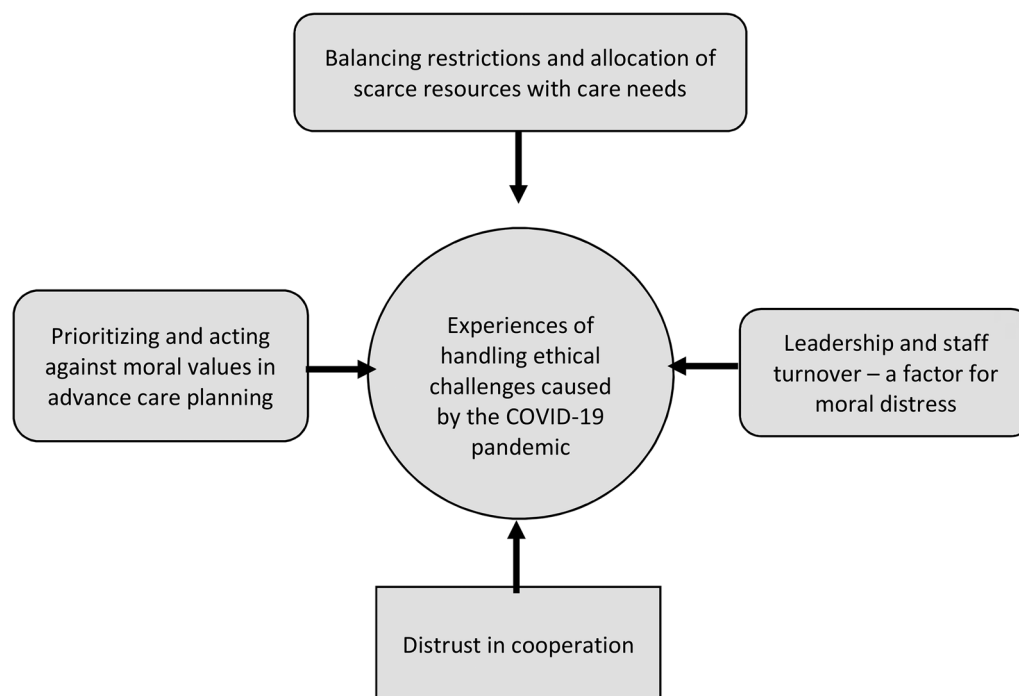 Balancing restrictions and allocation of
scarce resources with care needs
Prioritizing and acting
against moral values in
advance care planning
Experiences of
handling ethical
challenges caused
by the COVID-19
pandemic
Leadership and staff
turnover – a factor for
moral distress
Distrust in cooperation